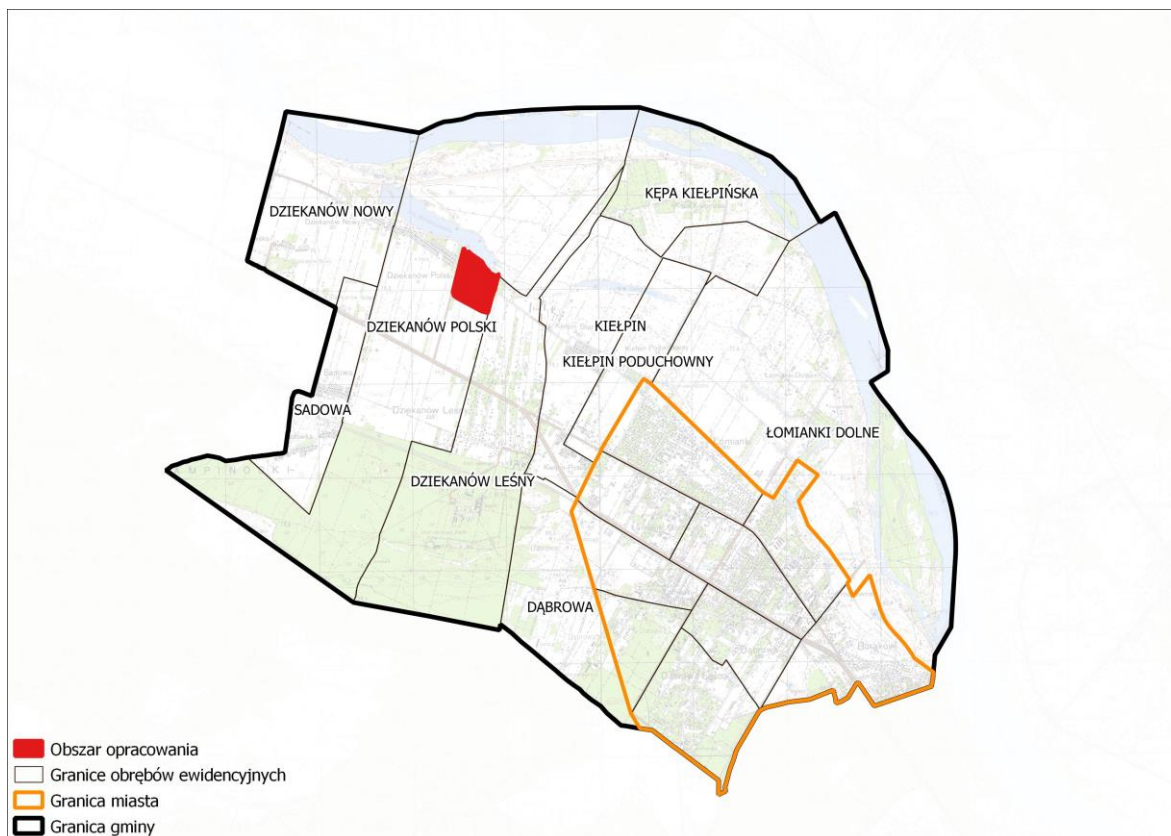 KĘPA KIEŁPIŃSKA
DZIEKANÓW NOWY
DZIEKANÓW POLSKI
KIEŁPIN
KIEŁPIN PODUCHOWNY
SADOWA
ŁOMIANKI DOLNE
DZIEKANÓW LEŚNY
DĄBROWA
Obszar opracowania
Granice obrębów ewidencyjnych
Granica miasta
Granica gminy